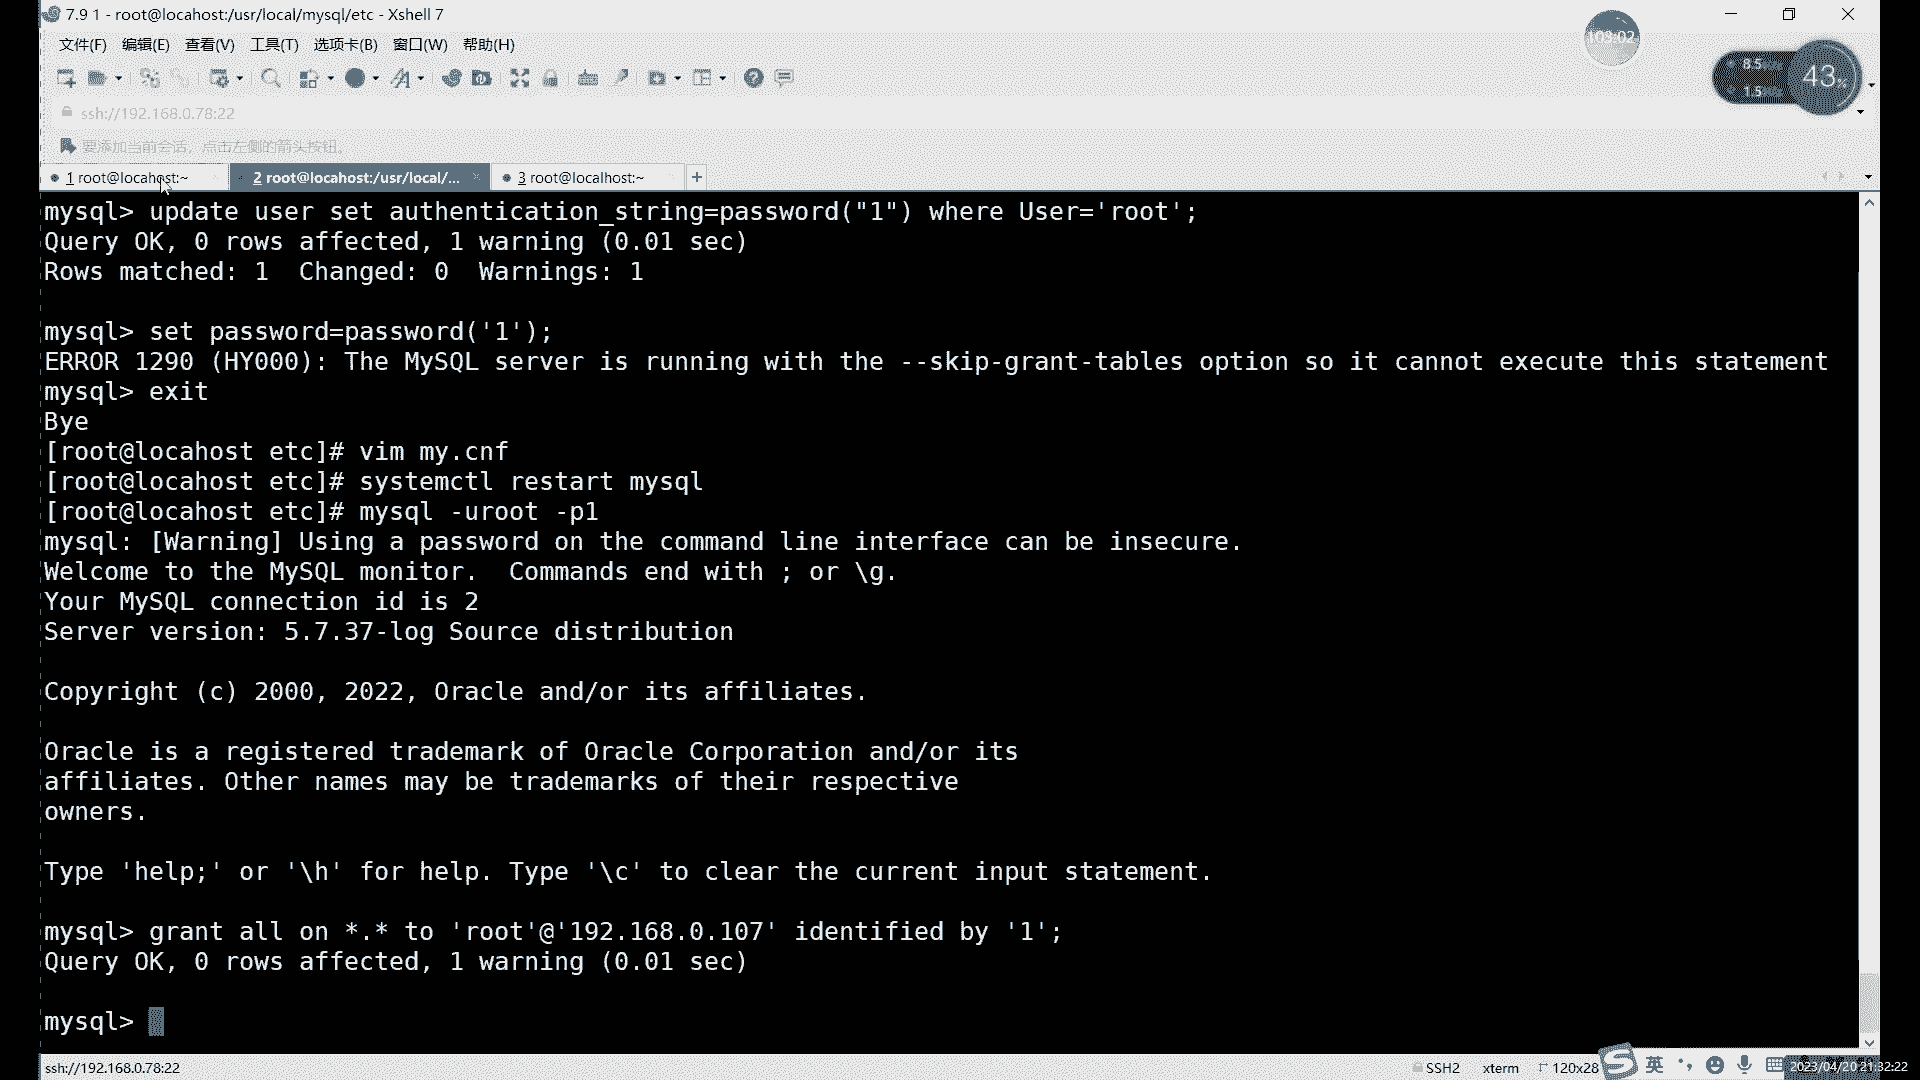 7.9 1 - root@locahost:/usr/local/mysql/etc - Xshell 7
103:02
文件(F) 编辑(E) 查看(V) 工具(T) 选项卡(B) 窗口(W) 帮助(H)
8.5
43%
1.5
ssh://192.168.0.78:22
要添加当前会话，点击左侧的箭头按钮。
1 root@locahost:~ 2 root@locahost:/usr/local/... 3 root@localhost:~
mysql> update user set authentication_string=password("1") where User='root';
Query OK, 0 rows affected, 1 warning (0.01 sec)
Rows matched: 1  Changed: 0  Warnings: 1
mysql> set password=password('1');
ERROR 1290 (HY000): The MySQL server is running with the --skip-grant-tables option so it cannot execute this statement
mysql> exit
Bye
[root@locahost etc]# vim my.cnf
[root@locahost etc]# systemctl restart mysql
[root@locahost etc]# mysql -uroot -p1
mysql: [Warning] Using a password on the command line interface can be insecure.
Welcome to the MySQL monitor.  Commands end with ; or \g.
Your MySQL connection id is 2
Server version: 5.7.37-log Source distribution
Copyright (c) 2000, 2022, Oracle and/or its affiliates.
Oracle is a registered trademark of Oracle Corporation and/or its
affiliates. Other names may be trademarks of their respective
owners.
Type 'help;' or '\h' for help. Type '\c' to clear the current input statement.
mysql> grant all on *.* to 'root'@'192.168.0.107' identified by '1';
Query OK, 0 rows affected, 1 warning (0.01 sec)
mysql>
ssh://192.168.0.78:22 SSH2 xterm 120x28 英 2023/04/20 21:32:22